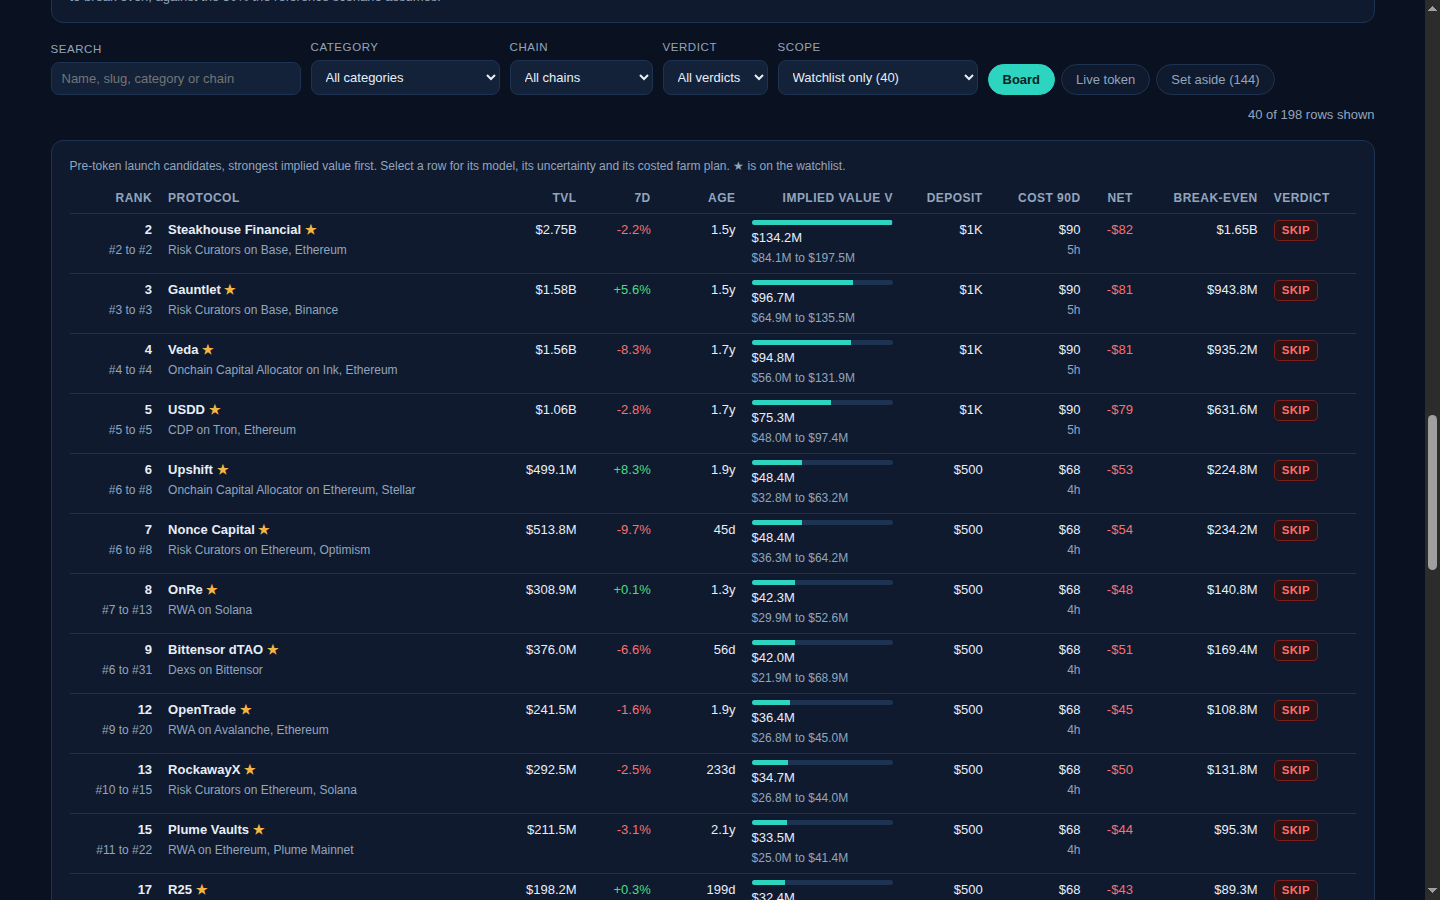 SEARCH
CATEGORY
CHAIN
VERDICT
SCOPE
Name, slug, category or chain
All categories
All chains
All verdicts
Watchlist only (40)
Board
Live token
Set aside (144)
40 of 198 rows shown
Pre-token launch candidates, strongest implied value first. Select a row for its model, its uncertainty and its costed farm plan. ★ is on the watchlist.
RANK PROTOCOL TVL 7D AGE IMPLIED VALUE V DEPOSIT COST 90D NET BREAK-EVEN VERDICT
2 Steakhouse Financial ★ $2.75B -2.2% 1.5y $134.2M $1K $90 -$82 $1.65B SKIP
#2 to #2 Risk Curators on Base, Ethereum $84.1M to $197.5M 5h
3 Gauntlet ★ $1.58B +5.6% 1.5y $96.7M $1K $90 -$81 $943.8M SKIP
#3 to #3 Risk Curators on Base, Binance $64.9M to $135.5M 5h
4 Veda ★ $1.56B -8.3% 1.7y $94.8M $1K $90 -$81 $935.2M SKIP
#4 to #4 Onchain Capital Allocator on Ink, Ethereum $56.0M to $131.9M 5h
5 USDD ★ $1.06B -2.8% 1.7y $75.3M $1K $90 -$79 $631.6M SKIP
#5 to #5 CDP on Tron, Ethereum $48.0M to $97.4M 5h
6 Upshift ★ $499.1M +8.3% 1.9y $48.4M $500 $68 -$53 $224.8M SKIP
#6 to #8 Onchain Capital Allocator on Ethereum, Stellar $32.8M to $63.2M 4h
7 Nonce Capital ★ $513.8M -9.7% 45d $48.4M $500 $68 -$54 $234.2M SKIP
#6 to #8 Risk Curators on Ethereum, Optimism $36.3M to $64.2M 4h
8 OnRe ★ $308.9M +0.1% 1.3y $42.3M $500 $68 -$48 $140.8M SKIP
#7 to #13 RWA on Solana $29.9M to $52.6M 4h
9 Bittensor dTAO ★ $376.0M -6.6% 56d $42.0M $500 $68 -$51 $169.4M SKIP
#6 to #31 Dexs on Bittensor $21.9M to $68.9M 4h
12 OpenTrade ★ $241.5M -1.6% 1.9y $36.4M $500 $68 -$45 $108.8M SKIP
#9 to #20 RWA on Avalanche, Ethereum $26.8M to $45.0M 4h
13 RockawayX ★ $292.5M -2.5% 233d $34.7M $500 $68 -$50 $131.8M SKIP
#10 to #15 Risk Curators on Ethereum, Solana $26.8M to $44.0M 4h
15 Plume Vaults ★ $211.5M -3.1% 2.1y $33.5M $500 $68 -$44 $95.3M SKIP
#11 to #22 RWA on Ethereum, Plume Mainnet $25.0M to $41.4M 4h
17 R25 ★ $198.2M +0.3% 199d $32.4M $500 $68 -$43 $89.3M SKIP